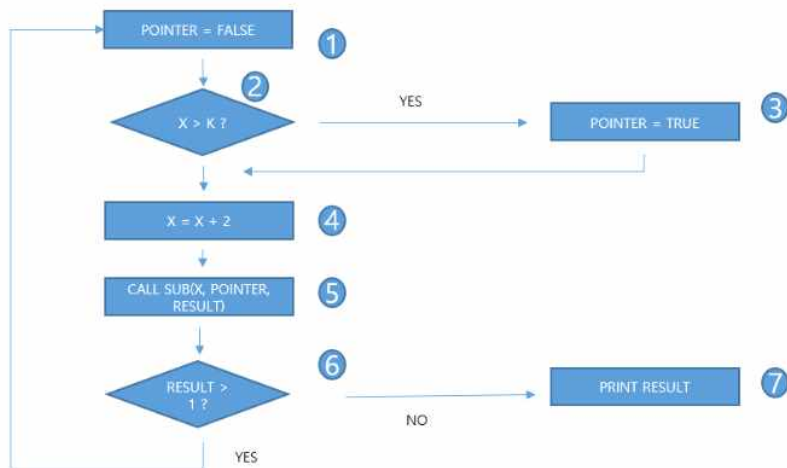 POINTER = FALSE
1
2
X > K ?
YES
POINTER = TRUE
3
X = X + 2
4
CALL SUB(X, POINTER,
RESULT)
5
6
RESULT >
1 ?
NO
PRINT RESULT
7
YES